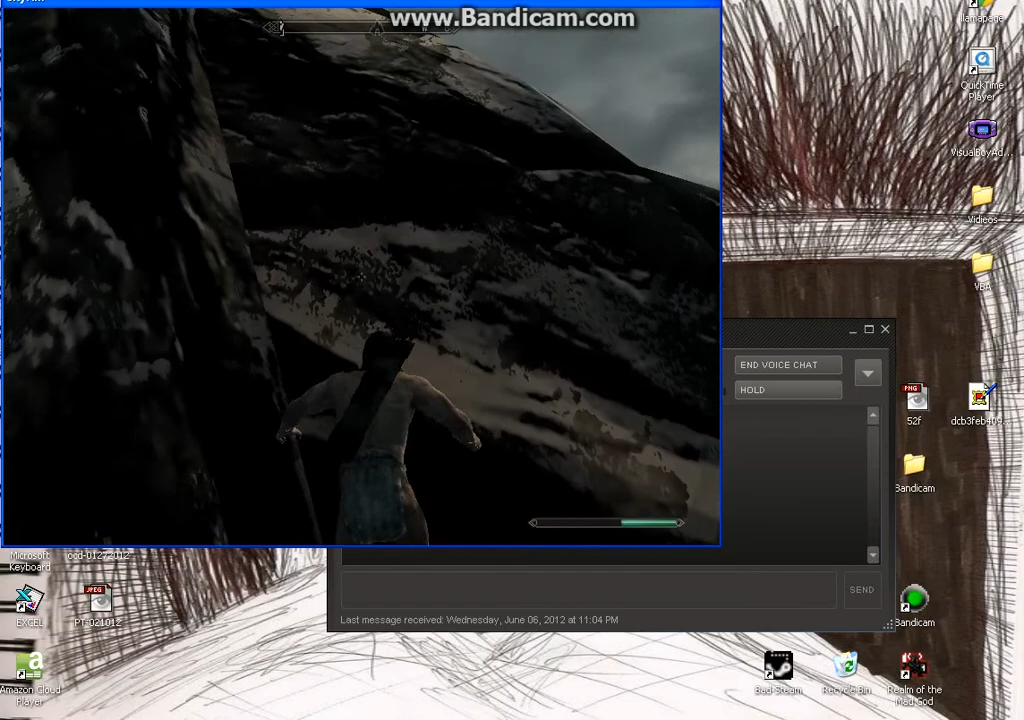 www.Bandicam.com
llamapage
QuickTime
Player
VisualBoyAd...
Videos
VBA
END VOICE CHAT
HOLD
PNG
52f
dcb3feb409...
Bandicam
Microsoft
Keyboard
ocd-01272012
JPEG
EXCEL
PT-021012
SEND
Bandicam
Last message received: Wednesday, June 06, 2012 at 11:04 PM
Amazon Cloud
Player
Bad Steam
Recycle Bin
Realm of the
Mad God